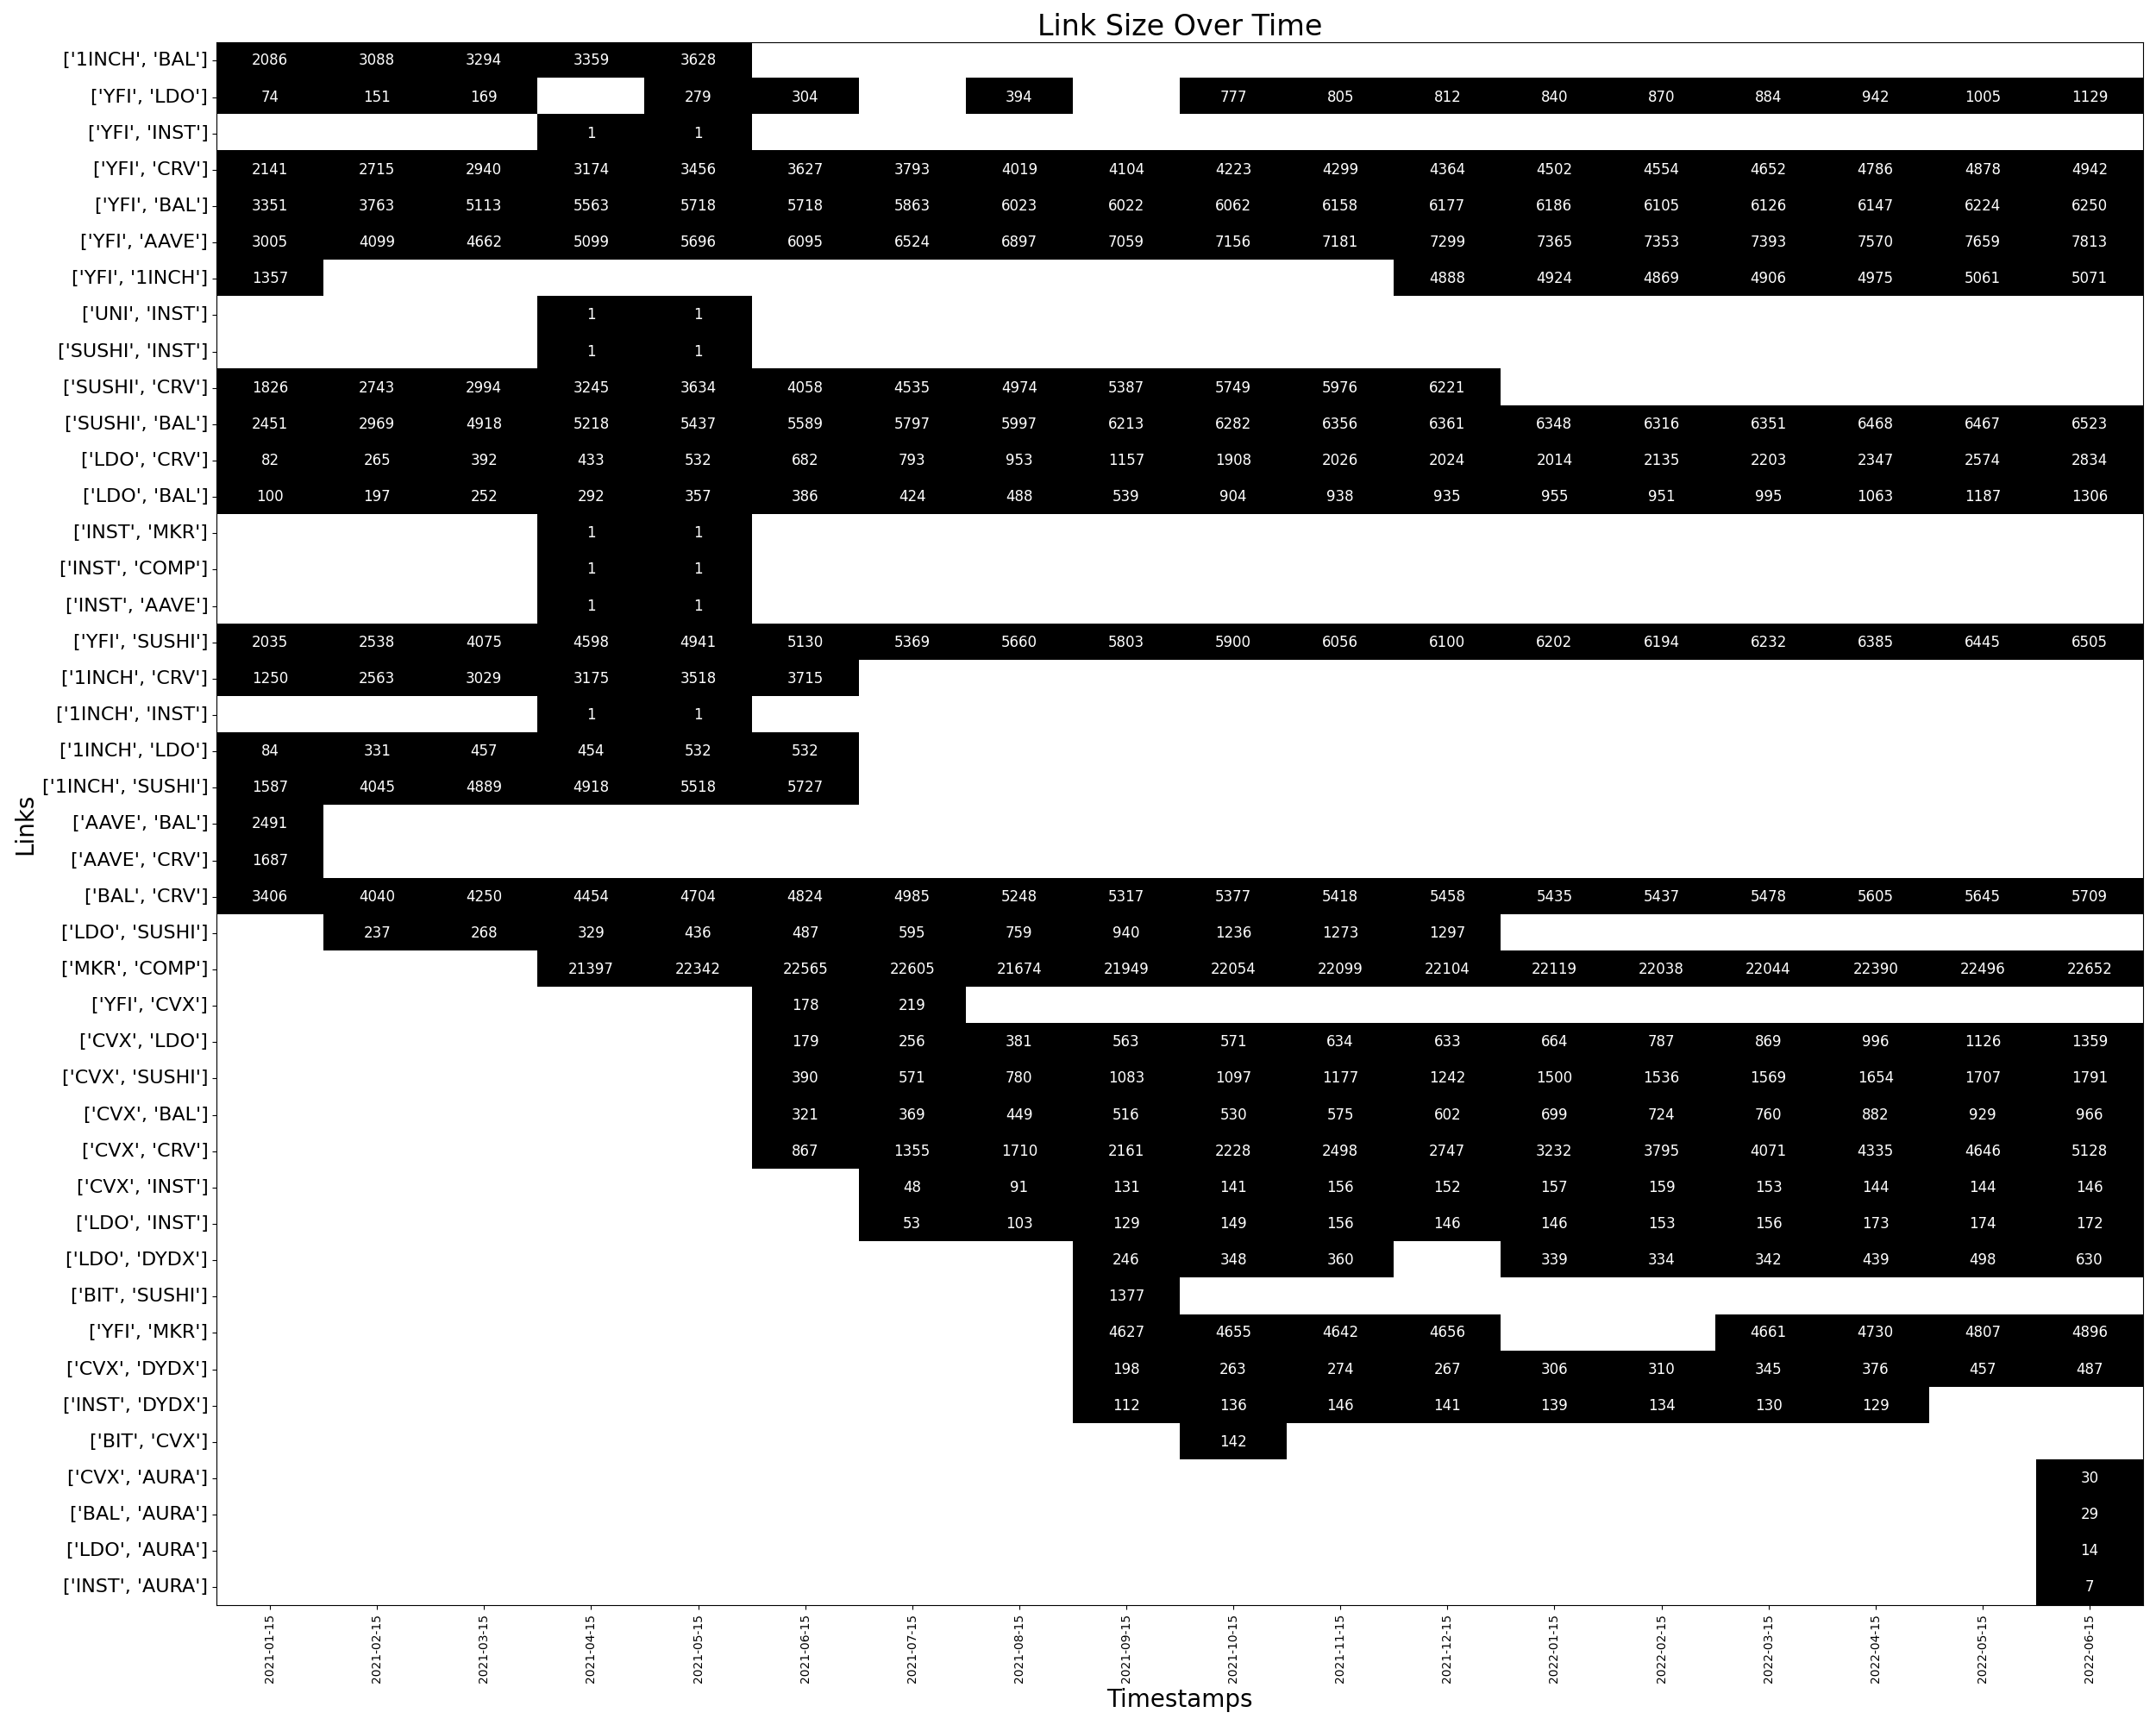 Link Size Over Time
['1INCH', 'BAL'] 2086 3088 3294 3359 3628
['YFI', 'LDO'] 74 151 169 279 304 394 777 805 812 840 870 884 942 1005 1129
['YFI', 'INST'] 1 1
['YFI', 'CRV'] 2141 2715 2940 3174 3456 3627 3793 4019 4104 4223 4299 4364 4502 4554 4652 4786 4878 4942
['YFI', 'BAL'] 3351 3763 5113 5563 5718 5718 5863 6023 6022 6062 6158 6177 6186 6105 6126 6147 6224 6250
['YFI', 'AAVE'] 3005 4099 4662 5099 5696 6095 6524 6897 7059 7156 7181 7299 7365 7353 7393 7570 7659 7813
['YFI', '1INCH'] 1357 4888 4924 4869 4906 4975 5061 5071
['UNI', 'INST'] 1 1
['SUSHI', 'INST'] 1 1
['SUSHI', 'CRV'] 1826 2743 2994 3245 3634 4058 4535 4974 5387 5749 5976 6221
['SUSHI', 'BAL'] 2451 2969 4918 5218 5437 5589 5797 5997 6213 6282 6356 6361 6348 6316 6351 6468 6467 6523
['LDO', 'CRV'] 82 265 392 433 532 682 793 953 1157 1908 2026 2024 2014 2135 2203 2347 2574 2834
['LDO', 'BAL'] 100 197 252 292 357 386 424 488 539 904 938 935 955 951 995 1063 1187 1306
['INST', 'MKR'] 1 1
['INST', 'COMP'] 1 1
['INST', 'AAVE'] 1 1
['YFI', 'SUSHI'] 2035 2538 4075 4598 4941 5130 5369 5660 5803 5900 6056 6100 6202 6194 6232 6385 6445 6505
['1INCH', 'CRV'] 1250 2563 3029 3175 3518 3715
['1INCH', 'INST'] 1 1
['1INCH', 'LDO'] 84 331 457 454 532 532
['1INCH', 'SUSHI'] 1587 4045 4889 4918 5518 5727
['AAVE', 'BAL'] 2491
['AAVE', 'CRV'] 1687
['BAL', 'CRV'] 3406 4040 4250 4454 4704 4824 4985 5248 5317 5377 5418 5458 5435 5437 5478 5605 5645 5709
['LDO', 'SUSHI'] 237 268 329 436 487 595 759 940 1236 1273 1297
['MKR', 'COMP'] 21397 22342 22565 22605 21674 21949 22054 22099 22104 22119 22038 22044 22390 22496 22652
['YFI', 'CVX'] 178 219
['CVX', 'LDO'] 179 256 381 563 571 634 633 664 787 869 996 1126 1359
['CVX', 'SUSHI'] 390 571 780 1083 1097 1177 1242 1500 1536 1569 1654 1707 1791
['CVX', 'BAL'] 321 369 449 516 530 575 602 699 724 760 882 929 966
['CVX', 'CRV'] 867 1355 1710 2161 2228 2498 2747 3232 3795 4071 4335 4646 5128
['CVX', 'INST'] 48 91 131 141 156 152 157 159 153 144 144 146
['LDO', 'INST'] 53 103 129 149 156 146 146 153 156 173 174 172
['LDO', 'DYDX'] 246 348 360 339 334 342 439 498 630
['BIT', 'SUSHI'] 1377
['YFI', 'MKR'] 4627 4655 4642 4656 4661 4730 4807 4896
['CVX', 'DYDX'] 198 263 274 267 306 310 345 376 457 487
['INST', 'DYDX'] 112 136 146 141 139 134 130 129
['BIT', 'CVX'] 142
['CVX', 'AURA'] 30
['BAL', 'AURA'] 29
['LDO', 'AURA'] 14
['INST', 'AURA'] 7
Links
2021-01-15 2021-02-15 2021-03-15 2021-04-15 2021-05-15 2021-06-15 2021-07-15 2021-08-15 2021-09-15 2021-10-15 2021-11-15 2021-12-15 2022-01-15 2022-02-15 2022-03-15 2022-04-15 2022-05-15 2022-06-15
Timestamps